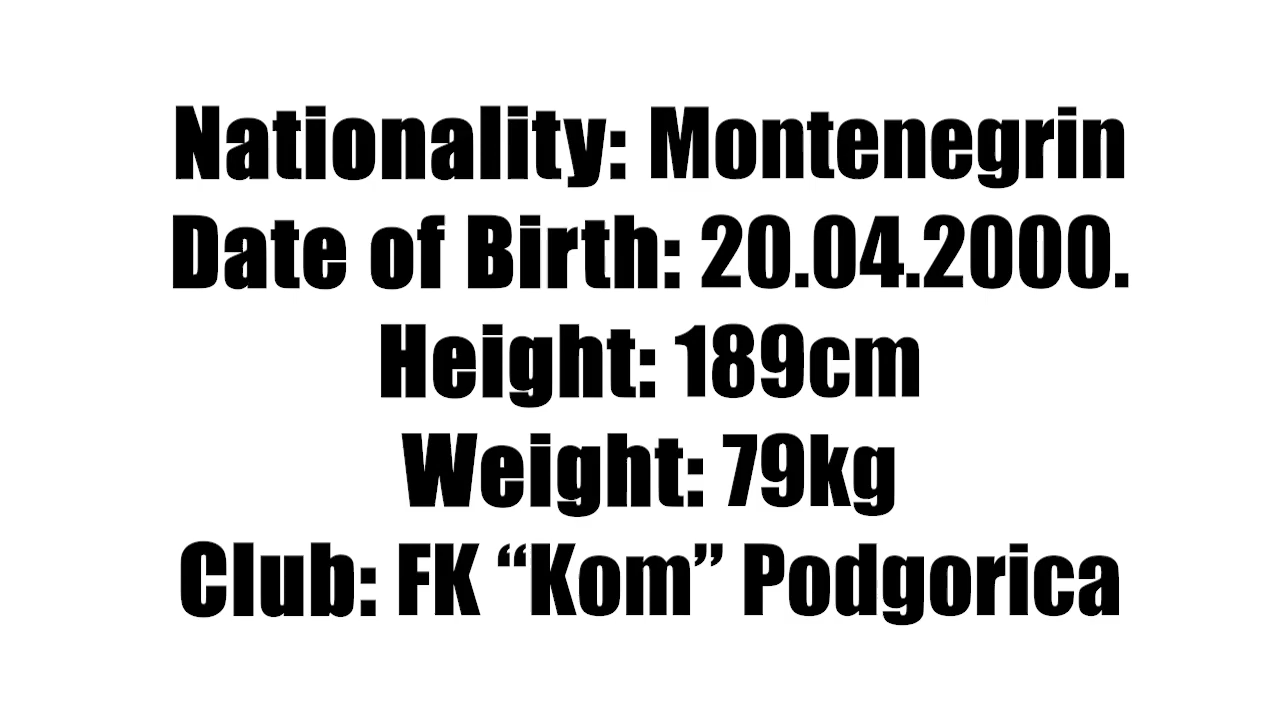 Nationality: Montenegrin
Date of Birth: 20.04.2000.
Height: 189cm
Weight: 79kg
Club: FK “Kom” Podgorica